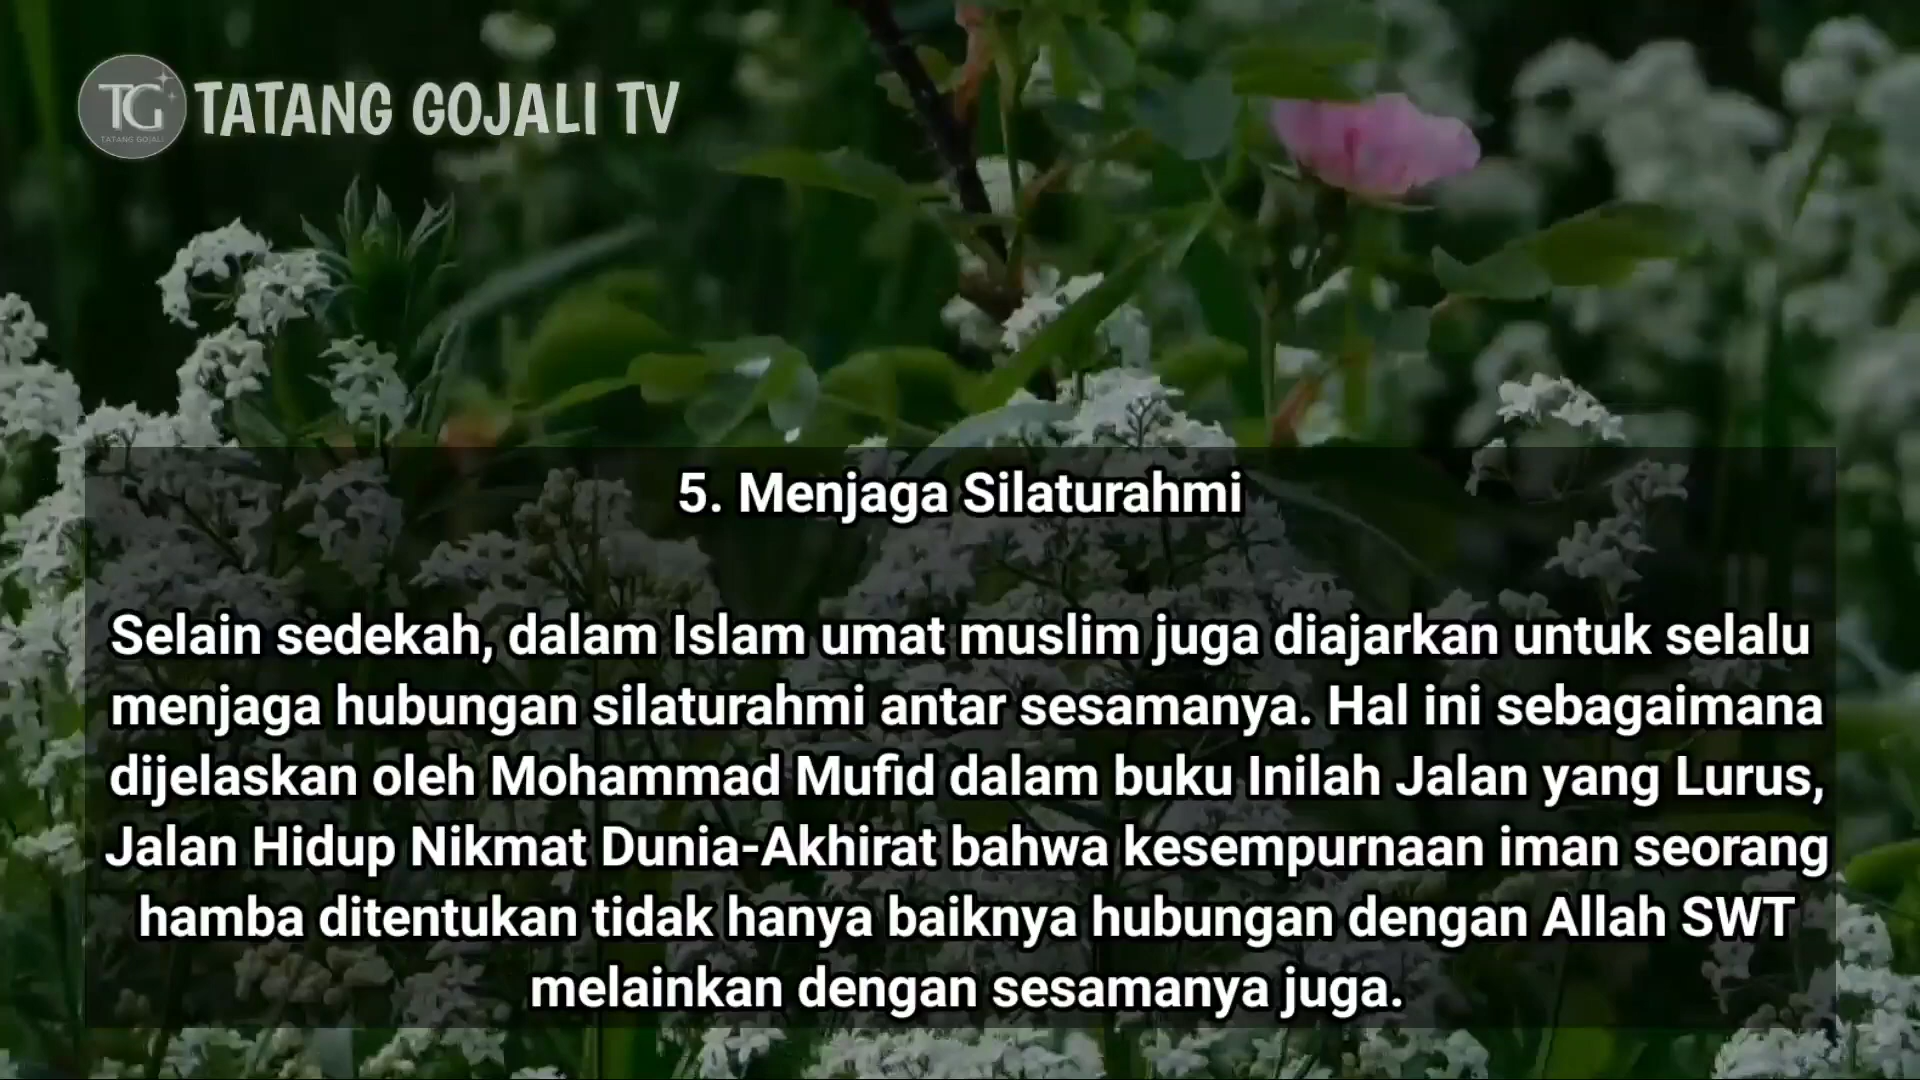 TG
TATANG GOJALI
TATANG GOJALI TV
5. Menjaga Silaturahmi
Selain sedekah, dalam Islam umat muslim juga diajarkan untuk selalu
menjaga hubungan silaturahmi antar sesamanya. Hal ini sebagaimana
dijelaskan oleh Mohammad Mufid dalam buku Inilah Jalan yang Lurus,
Jalan Hidup Nikmat Dunia-Akhirat bahwa kesempurnaan iman seorang
hamba ditentukan tidak hanya baiknya hubungan dengan Allah SWT
melainkan dengan sesamanya juga.